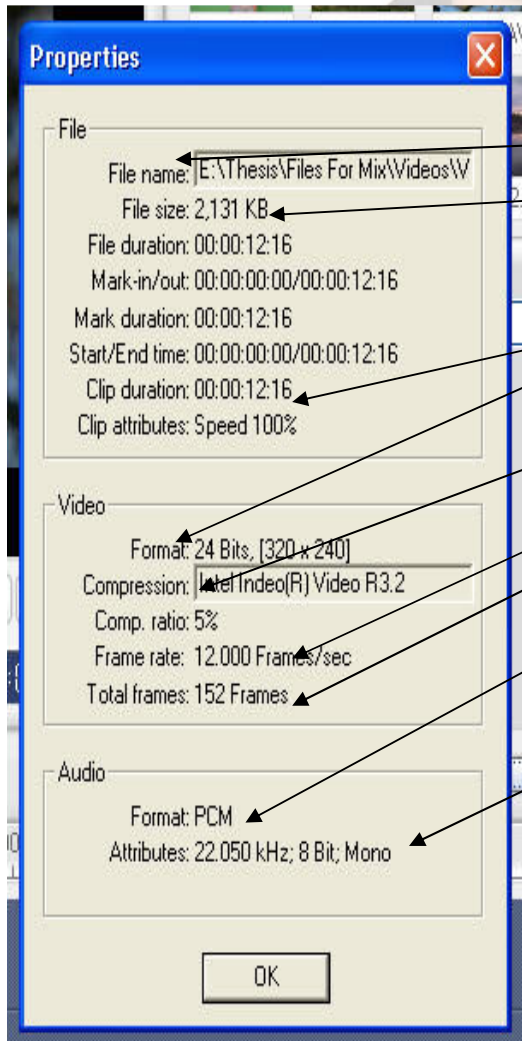 Properties
File
File name: E:\Thesis\Files For Mix\Videos\V
File size: 2,131 KB
File duration: 00:00:12:16
Mark-in/out: 00:00:00:00/00:00:12:16
Mark duration: 00:00:12:16
Start/End time: 00:00:00:00/00:00:12:16
Clip duration: 00:00:12:16
Clip attributes: Speed 100%
Video
Format: 24 Bits, [320 x 240]
Compression: Intel Indeo(R) Video R3.2
Comp. ratio: 5%
Frame rate: 12.000 Frames/sec
Total frames: 152 Frames
Audio
Format: PCM
Attributes: 22.050 kHz; 8 Bit; Mono
OK